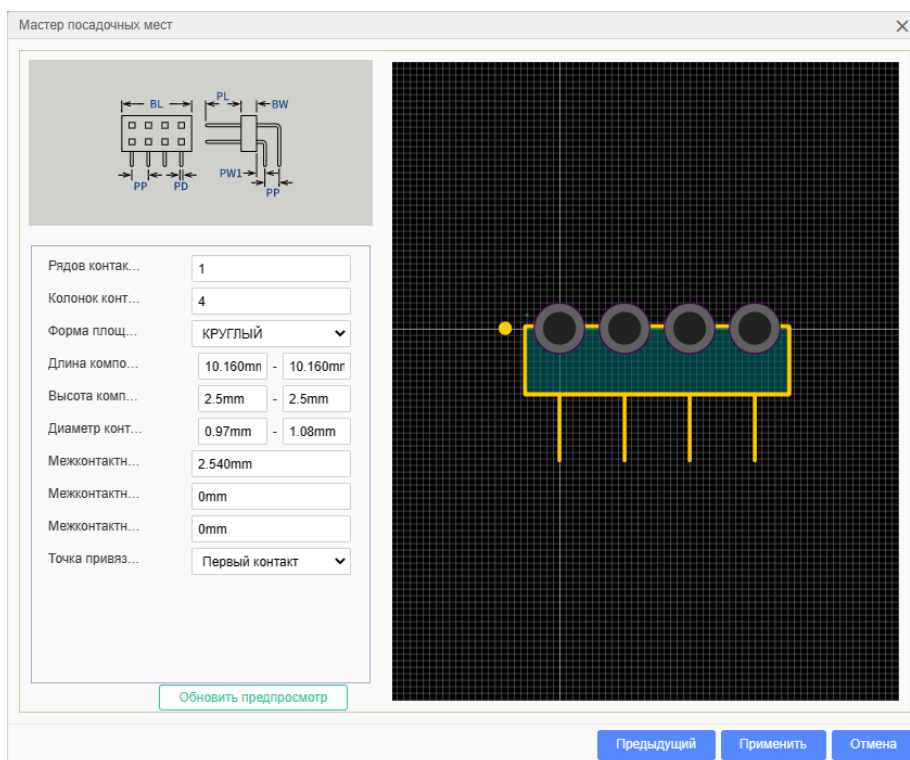 Мастер посадочных мест
BL
PL
BW
PP
PD
PW1
PP
Рядов контак... 1
Колонок конт... 4
Форма площ... КРУГЛЫЙ
Длина компо... 10.160mm - 10.160mm
Высота комп... 2.5mm - 2.5mm
Диаметр конт... 0.97mm - 1.08mm
Межконтактн... 2.540mm
Межконтактн... 0mm
Межконтактн... 0mm
Точка привяз... Первый контакт
Обновить предпросмотр
Предыдущий Применить Отмена